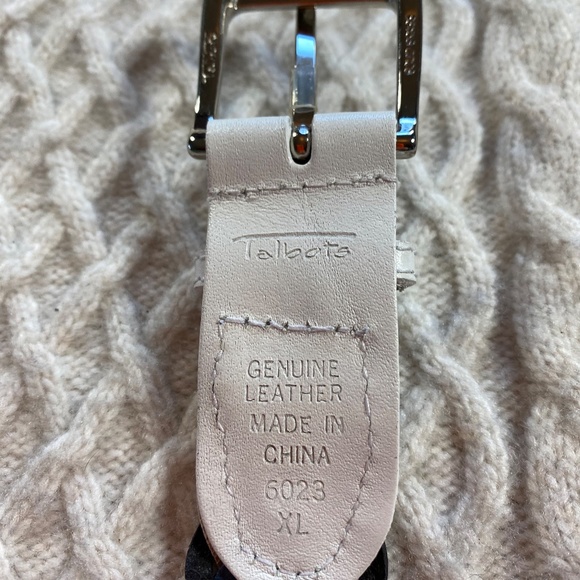 Talbots
GENUINE
LEATHER
MADE IN
CHINA
6023
XL